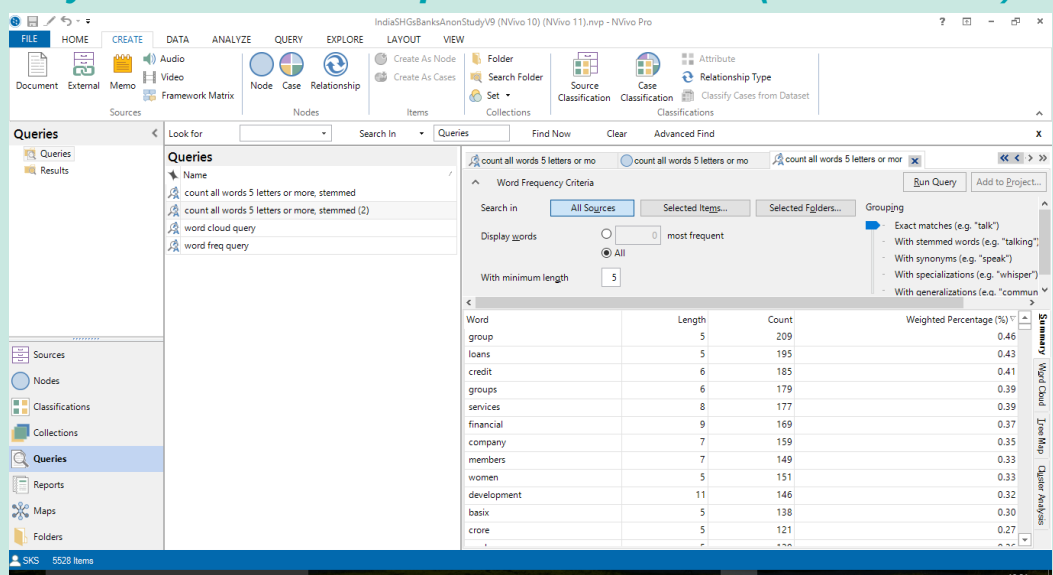 IndiaSHGsBanksAnonStudyV9 (NVivo 10) (NVivo 11).nvp - NVivo Pro
FILE HOME CREATE DATA ANALYZE QUERY EXPLORE LAYOUT VIEW
Document External Memo Audio Video Framework Matrix
Sources
Node Case Relationship
Nodes
Create As Node
Create As Cases
Items
Folder
Search Folder
Set
Collections
Source Classification
Case Classification
Attribute
Relationship Type
Classify Cases from Dataset
Classifications
Queries
Look for Search In Queries Find Now Clear Advanced Find x
Queries
Results
Queries
Name
count all words 5 letters or more, stemmed
count all words 5 letters or more, stemmed (2)
word cloud query
word freq query
count all words 5 letters or mo count all words 5 letters or mo count all words 5 letters or mor
Word Frequency Criteria Run Query Add to Project...
Search in All Sources Selected Items... Selected Folders... Grouping
Display words 0 most frequent
All
With minimum length 5
Exact matches (e.g. "talk")
With stemmed words (e.g. "talking")
With synonyms (e.g. "speak")
With specializations (e.g. "whisper")
With generalizations (e.g. "commun
Word Length Count Weighted Percentage (%)
group 5 209 0.46
loans 5 195 0.43
credit 6 185 0.41
groups 6 179 0.39
services 8 177 0.39
financial 9 169 0.37
company 7 159 0.35
members 7 149 0.33
women 5 151 0.33
development 11 146 0.32
basix 5 138 0.30
crore 5 121 0.27
Summary
Word Cloud
Tree Map
Cluster Analysis
Sources
Nodes
Classifications
Collections
Queries
Reports
Maps
Folders
SKS 5528 Items